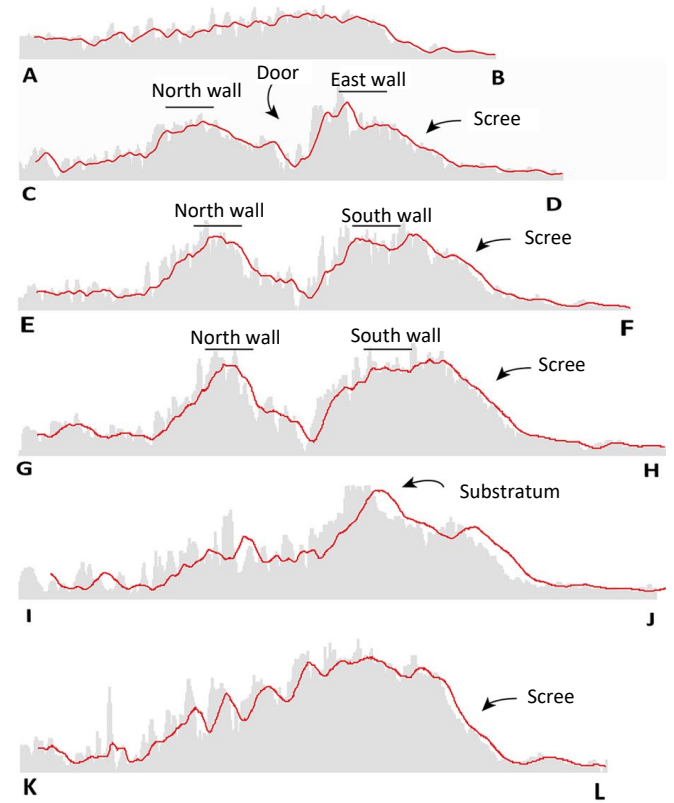 A
B
North wall
Door
East wall
Scree
C
D
North wall
South wall
Scree
E
F
North wall
South wall
Scree
G
H
Substratum
I
J
Scree
K
L